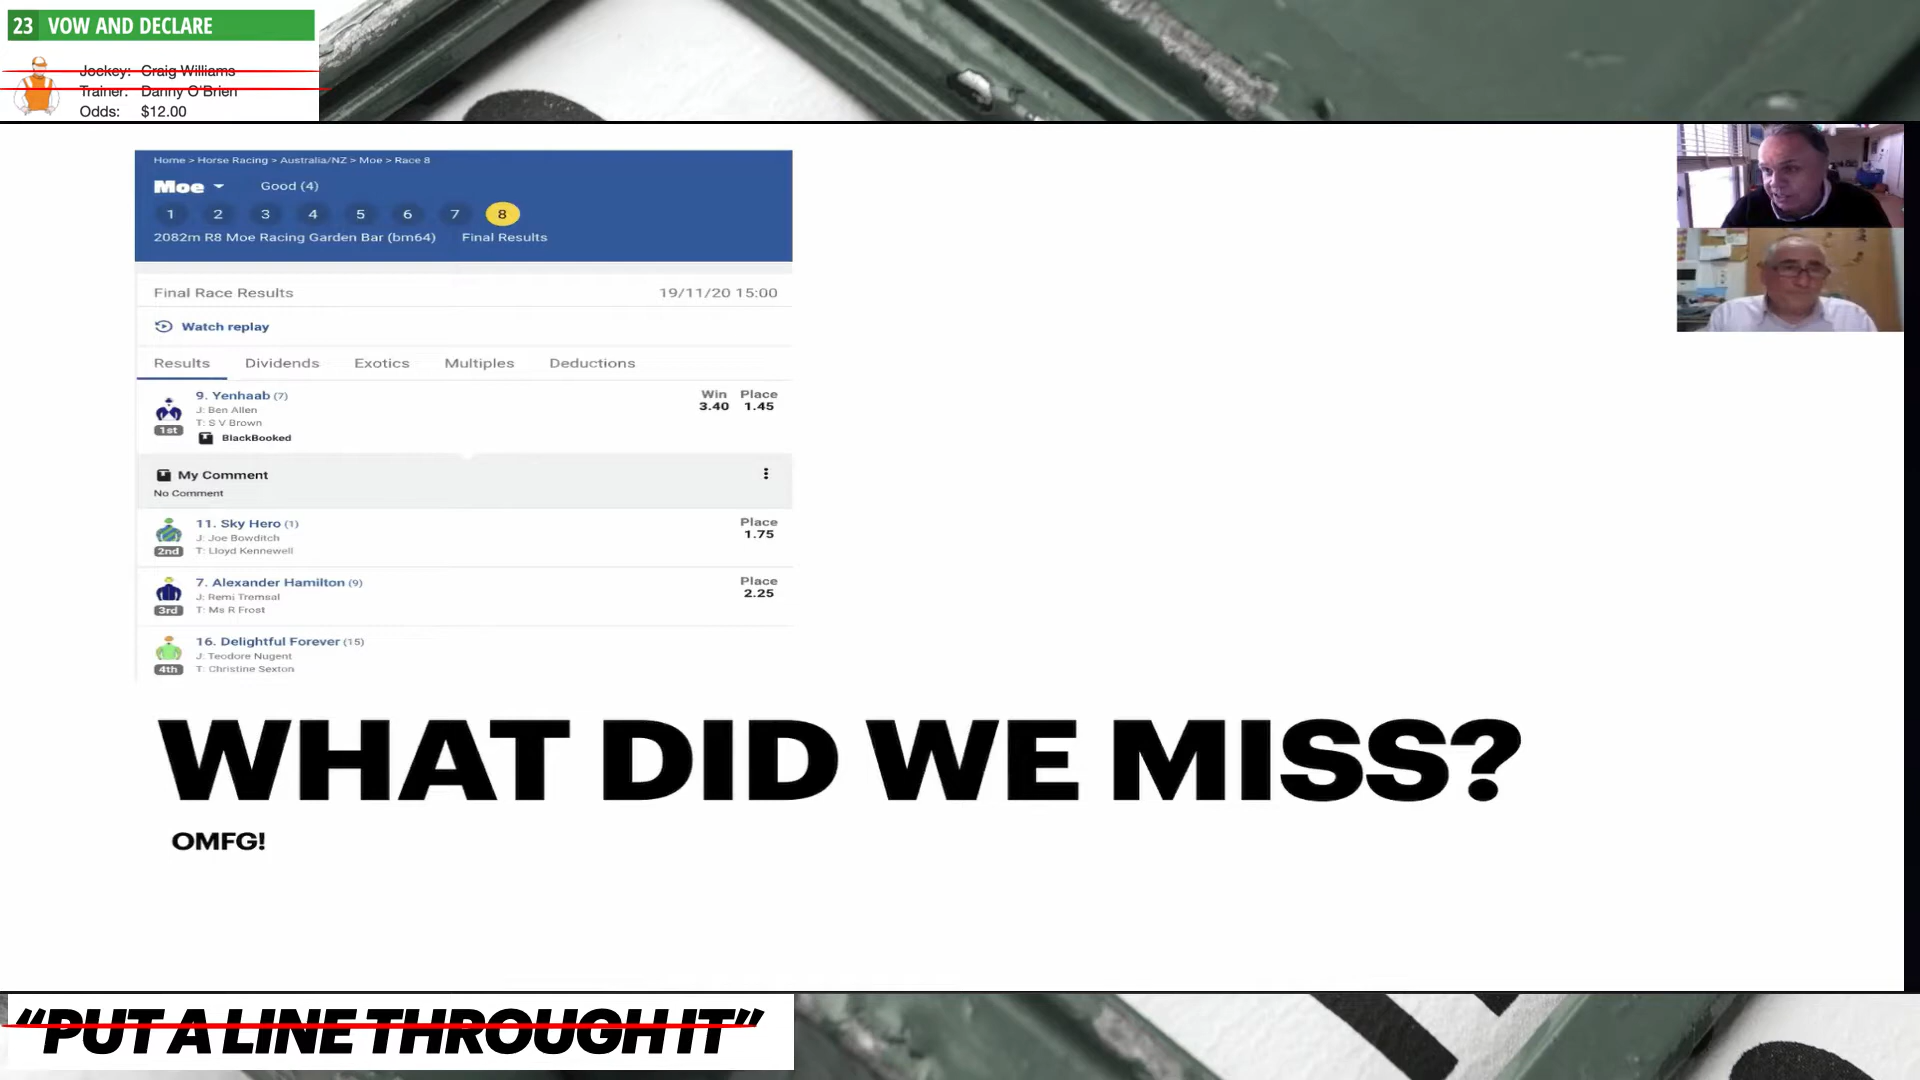 23 VOW AND DECLARE
Jockey: Craig Williams
Trainer: Danny O'Brien
Odds: $12.00
Home > Horse Racing > Australia/NZ > Moe > Race 8
Moe Good (4)
1 2 3 4 5 6 7 8
2082m R8 Moe Racing Garden Bar (bm64) Final Results
Final Race Results 19/11/20 15:00
Watch replay
Results Dividends Exotics Multiples Deductions
9. Yenhaab (7) Win Place
J: Ben Allen 3.40 1.45
T: S V Brown
1st
BlackBooked
My Comment
No Comment
11. Sky Hero (1) Place
J: Joe Bowditch 1.75
2nd T: Lloyd Kennewell
7. Alexander Hamilton (9) Place
J: Remi Tremsal 2.25
3rd T: Ms R Frost
16. Delightful Forever (15)
J: Teodore Nugent
4th T: Christine Sexton
WHAT DID WE MISS?
OMFG!
“PUT A LINE THROUGH IT”